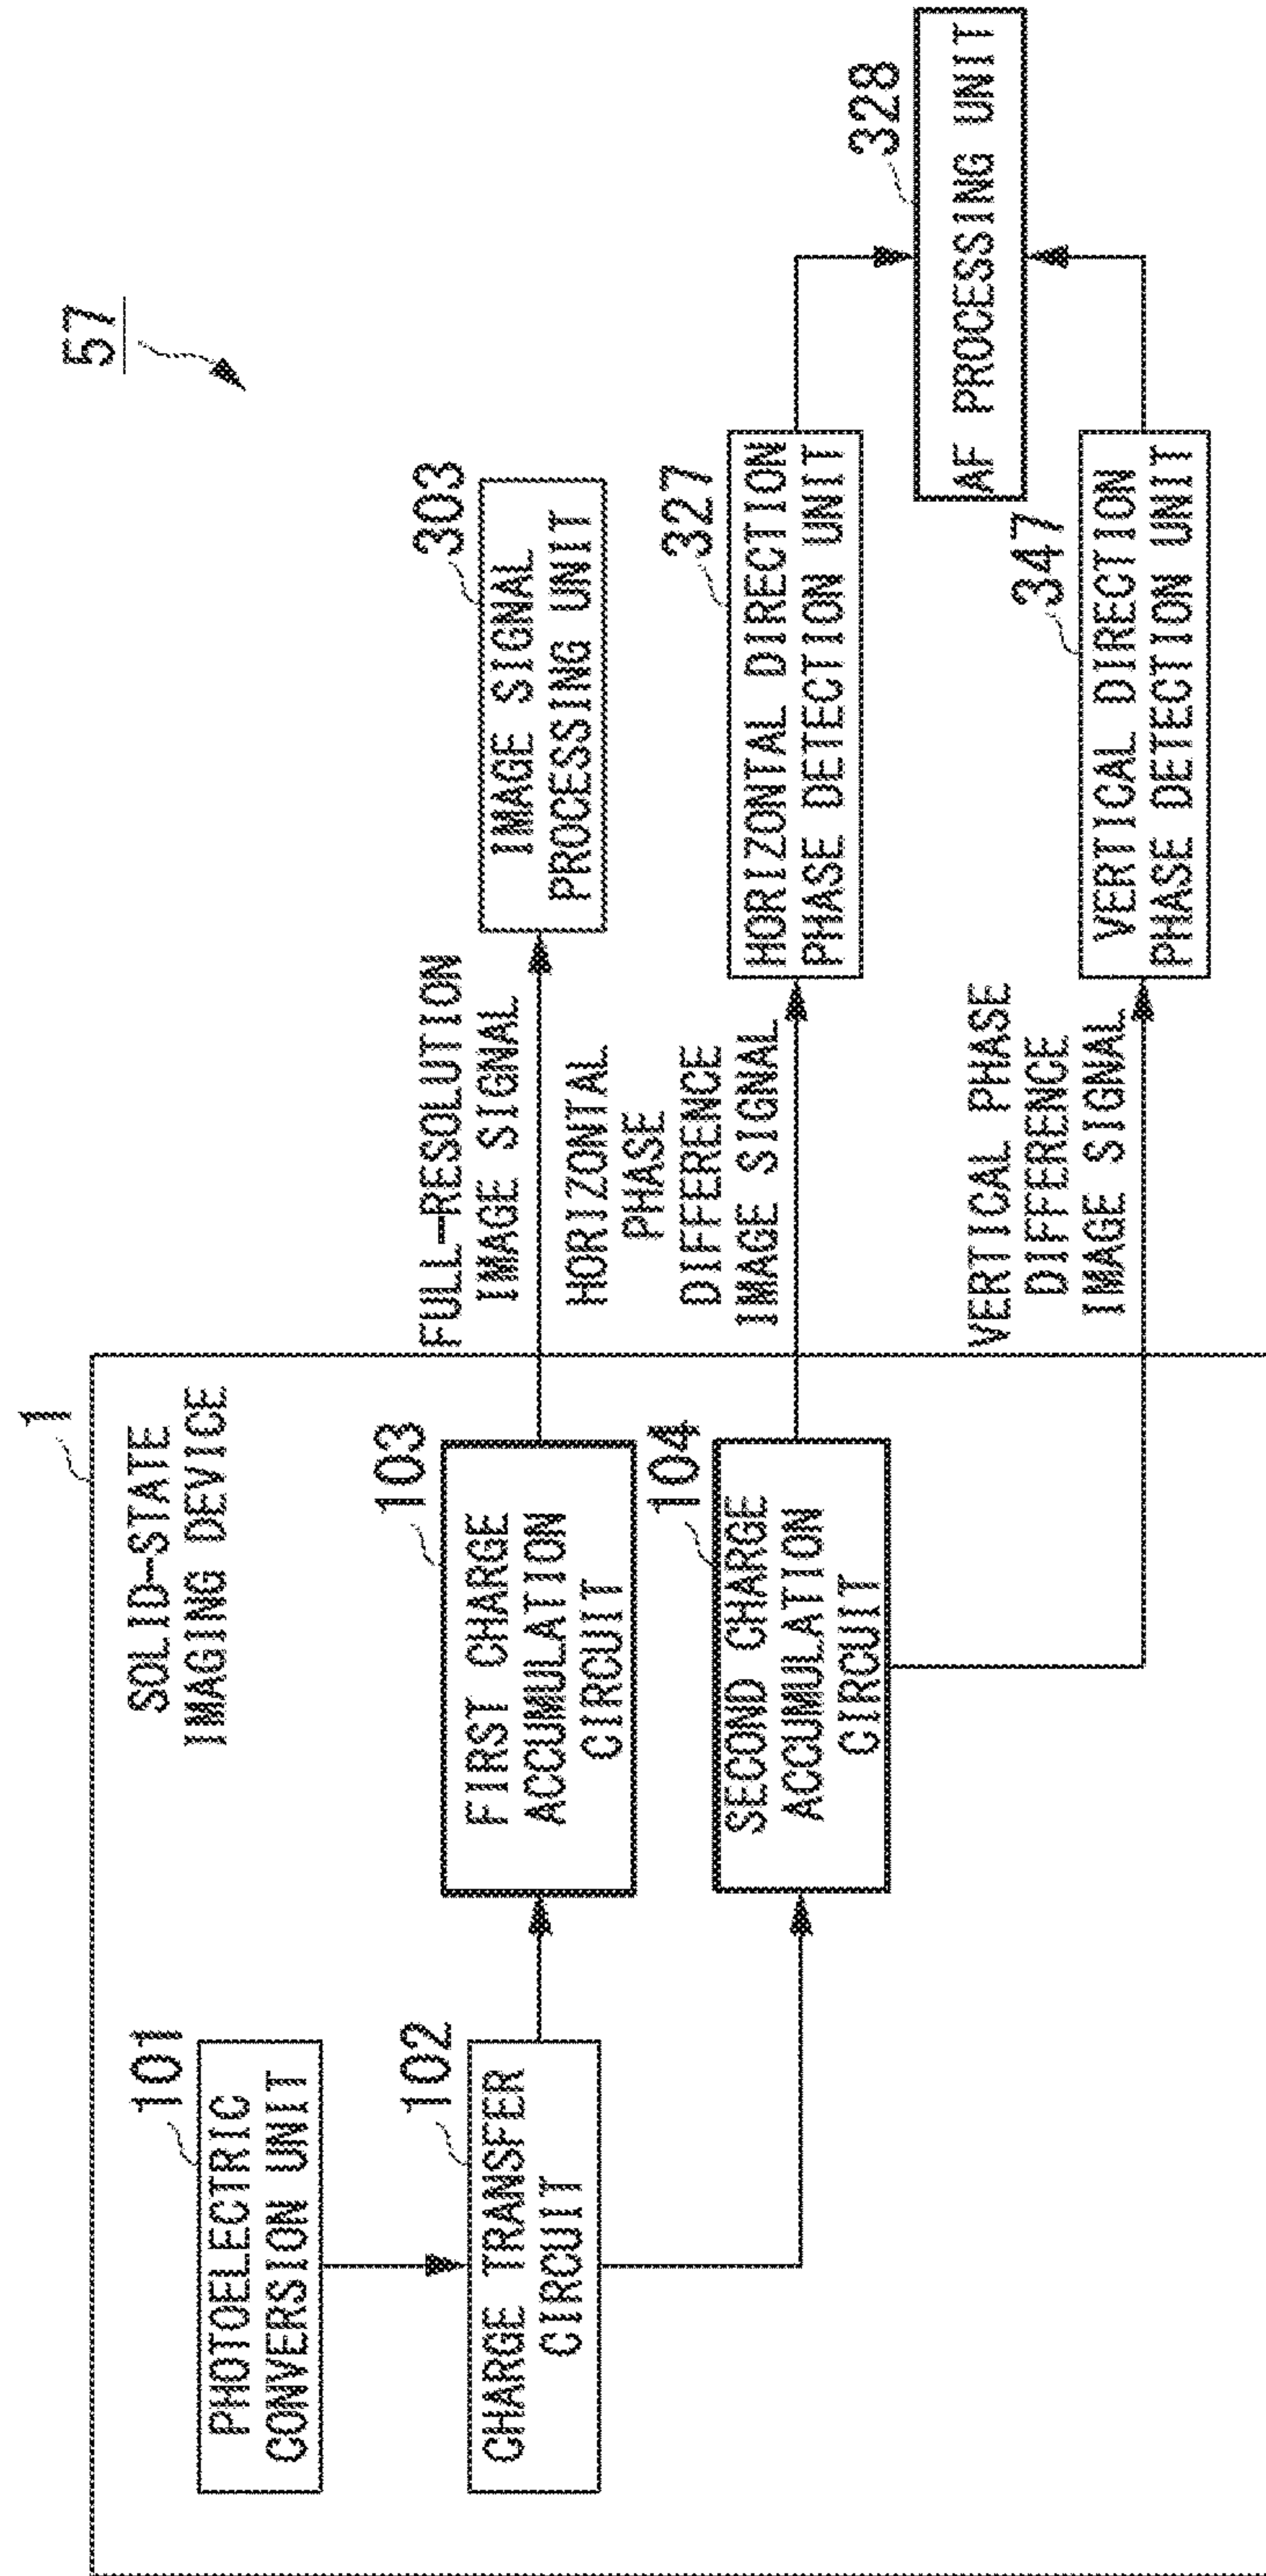 57
1
SOLID-STATE
IMAGING DEVICE
101
PHOTOELECTRIC
CONVERSION UNIT
102
CHARGE TRANSFER
CIRCUIT
103
FIRST CHARGE
ACCUMULATION
CIRCUIT
104
SECOND CHARGE
ACCUMULATION
CIRCUIT
FULL-RESOLUTION
IMAGE SIGNAL
HORIZONTAL
PHASE
DIFFERENCE
IMAGE SIGNAL
VERTICAL PHASE
DIFFERENCE
IMAGE SIGNAL
303
IMAGE SIGNAL
PROCESSING UNIT
327
HORIZONTAL DIRECTION
PHASE DETECTION UNIT
347
VERTICAL DIRECTION
PHASE DETECTION UNIT
328
AF PROCESSING UNIT